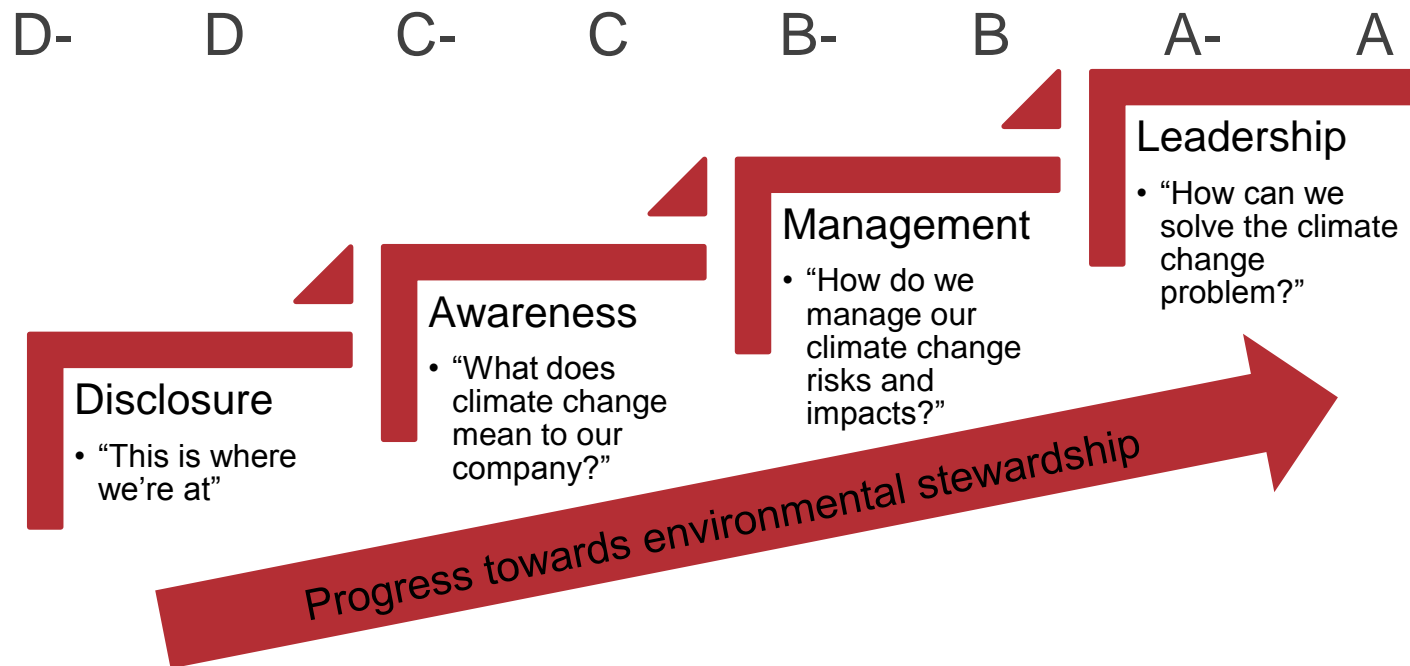 D- D C- C B- B A- A
Disclosure
• “This is where
we’re at”
Awareness
• “What does
climate change
mean to our
company?”
Management
• “How do we
manage our
climate change
risks and
impacts?”
Leadership
• “How can we
solve the climate
change
problem?”
Progress towards environmental stewardship